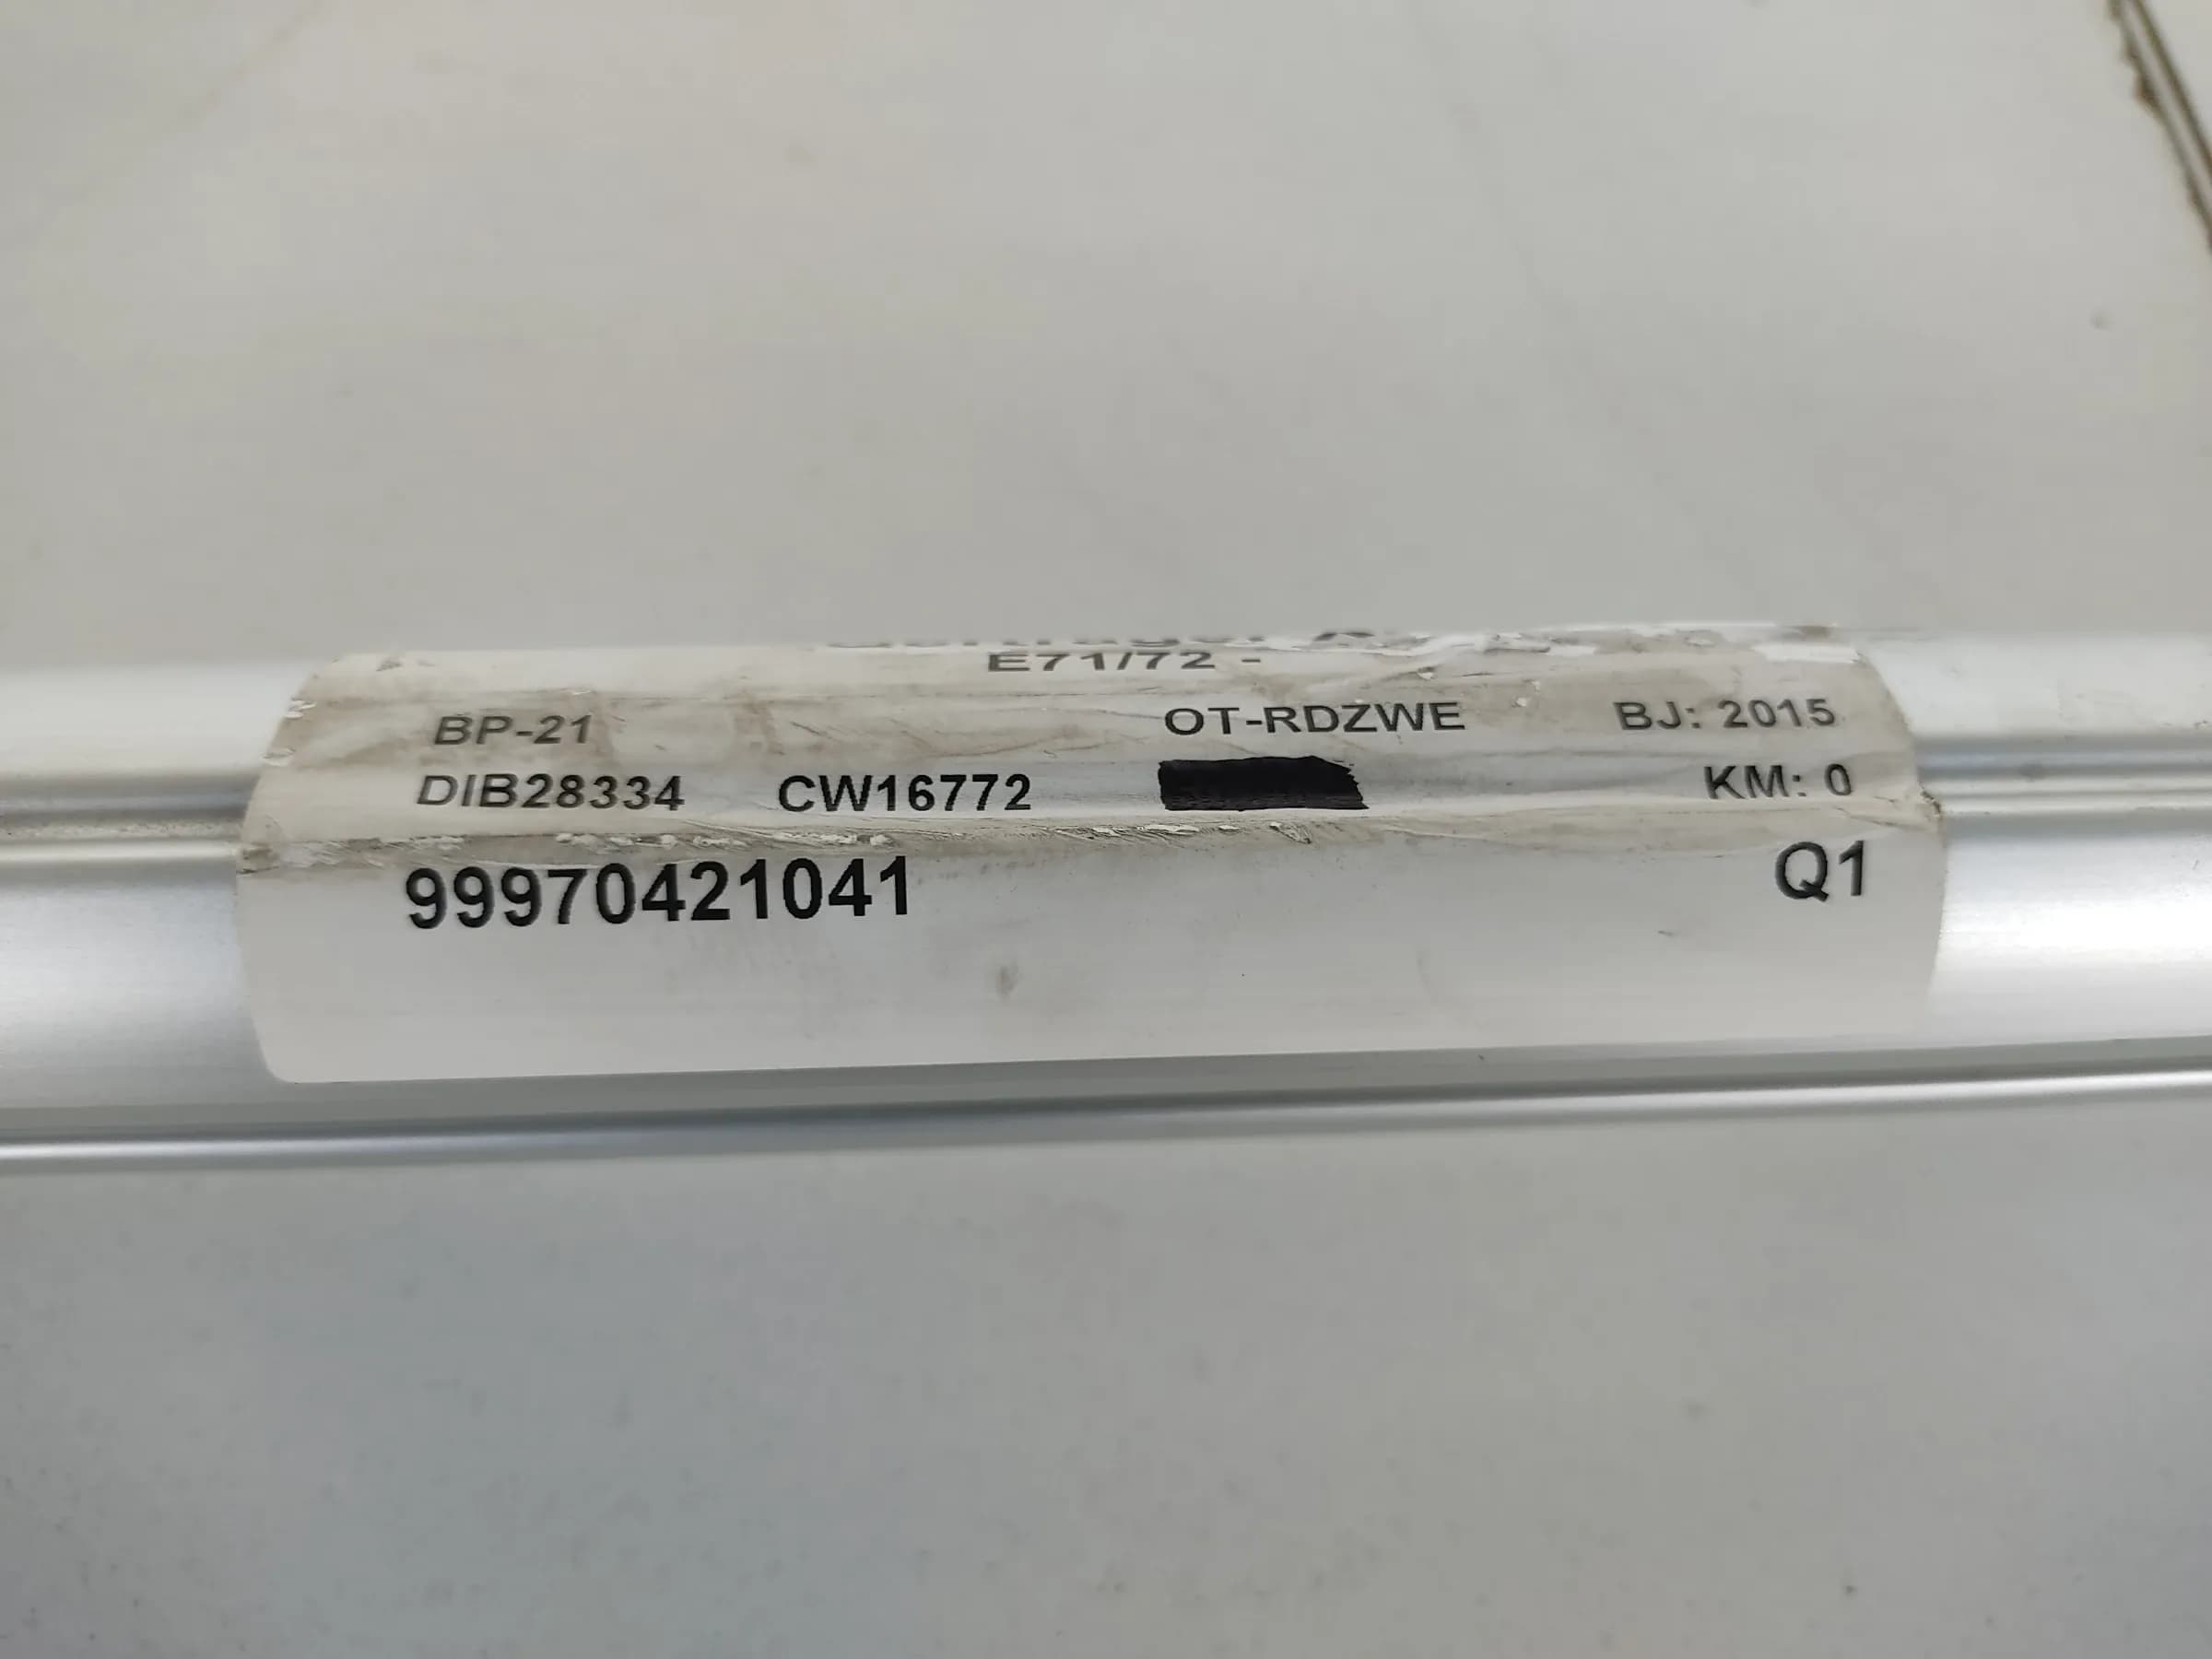 E71/72 -
BP-21 OT-RDZWE BJ: 2015
DIB28334 CW16772 KM: 0
99970421041 Q1